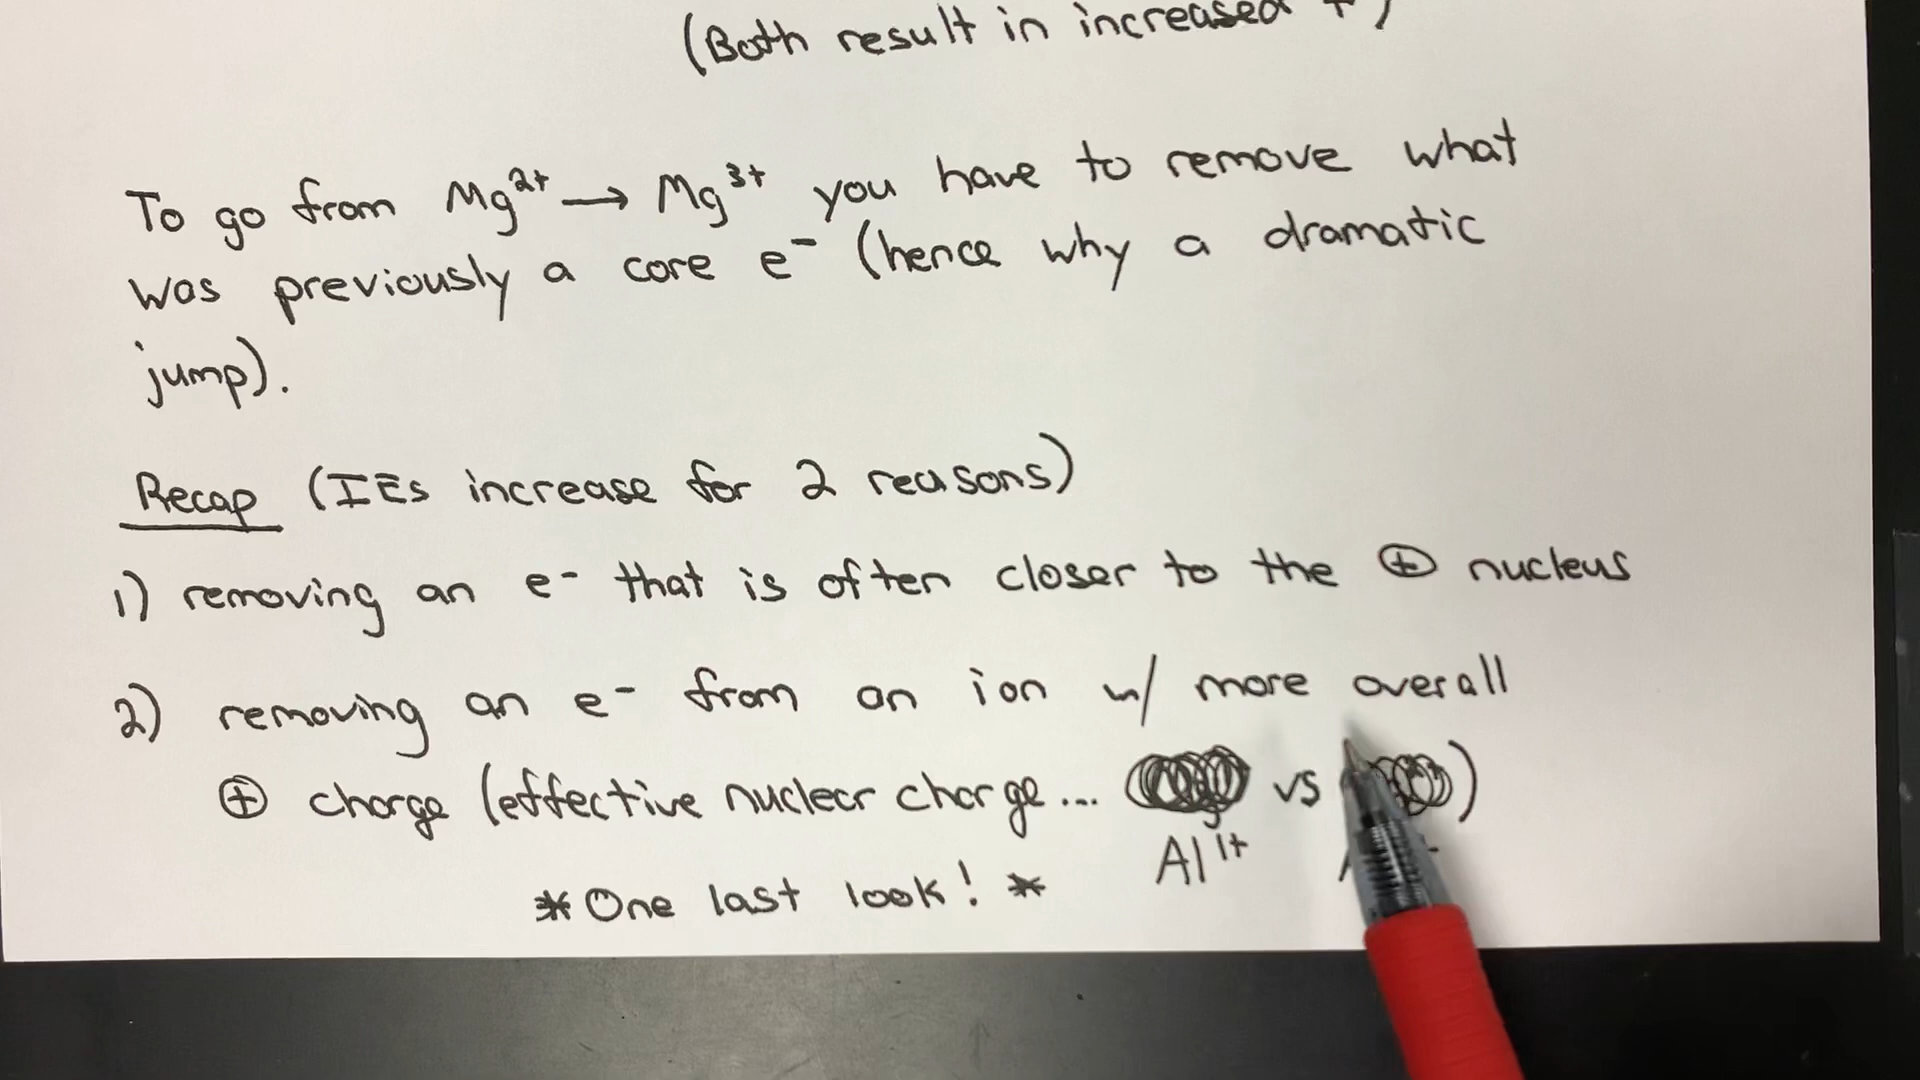 (Both result in increased + )
To go from Mg²⁺ → Mg³⁺ you have to remove what
was previously a core e⁻ (hence why a dramatic
jump).
Recap (IEs increase for 2 reasons)
1) removing an e⁻ that is often closer to the ⊕ nucleus
2) removing an e⁻ from an ion w/ more overall
⊕ charge (effective nuclear charge... vs )
Al¹⁺
*One last look! *